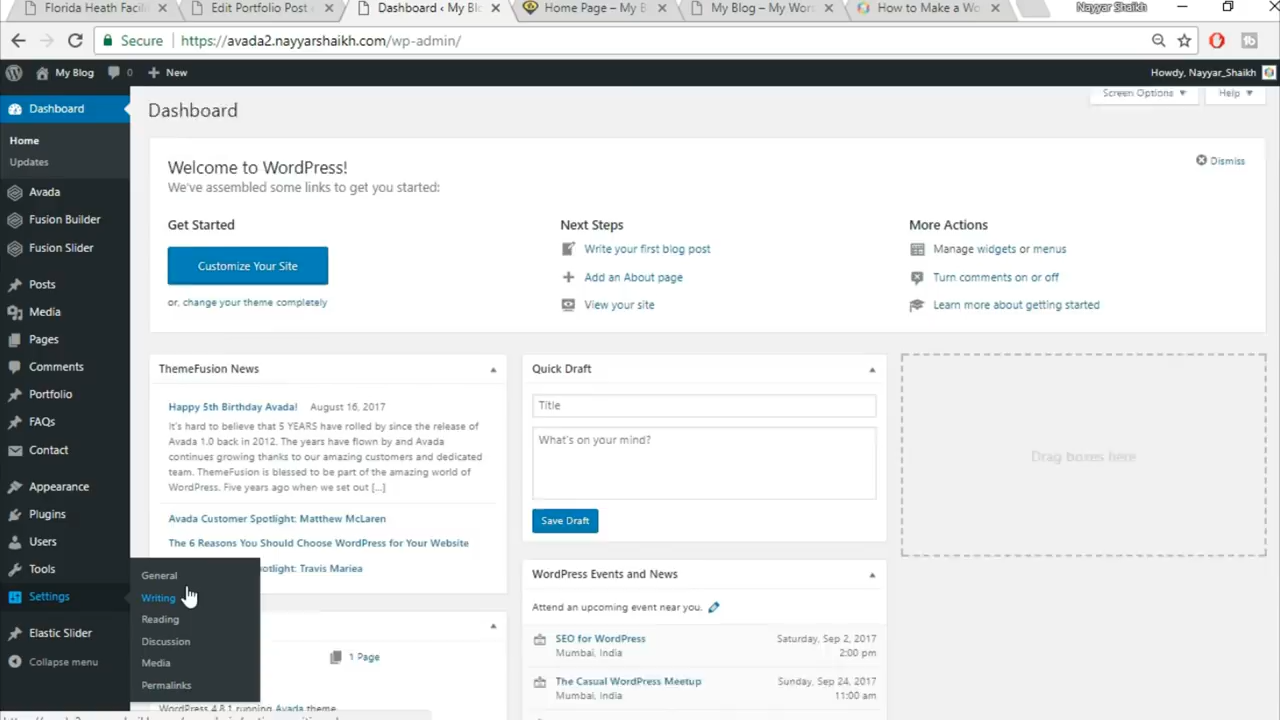 Florida Heath Facili
Edit Portfolio Post
Dashboard ‹ My Blo
Home Page – My B
My Blog – My Wor
How to Make a Wo
Nayyar Shaikh
Secure
https://avada2.nayyarshaikh.com/wp-admin/
My Blog
0
New
Howdy, Nayyar_Shaikh
Dashboard
Home
Updates
Avada
Fusion Builder
Fusion Slider
Posts
Media
Pages
Comments
Portfolio
FAQs
Contact
Appearance
Plugins
Users
Tools
Settings
Elastic Slider
Collapse menu
General
Writing
Reading
Discussion
Media
Permalinks
Dashboard
Screen Options
Help
Welcome to WordPress!
We've assembled some links to get you started:
Dismiss
Get Started
Customize Your Site
or, change your theme completely
Next Steps
Write your first blog post
Add an About page
View your site
More Actions
Manage widgets or menus
Turn comments on or off
Learn more about getting started
ThemeFusion News
Happy 5th Birthday Avada! August 16, 2017
It's hard to believe that 5 YEARS have rolled by since the release of
Avada 1.0 back in 2012. The years have flown by and Avada
continues growing thanks to our amazing customers and dedicated
team. ThemeFusion is blessed to be part of the amazing world of
WordPress. Five years ago when we set out [...]
Avada Customer Spotlight: Matthew McLaren
The 6 Reasons You Should Choose WordPress for Your Website
otlight: Travis Mariea
1 Page
WordPress 4.8.1 running Avada theme.
Quick Draft
Title
What's on your mind?
Save Draft
WordPress Events and News
Attend an upcoming event near you.
SEO for WordPress
Mumbai, India
Saturday, Sep 2, 2017
2:00 pm
The Casual WordPress Meetup
Mumbai, India
Sunday, Sep 24, 2017
11:00 am
Drag boxes here